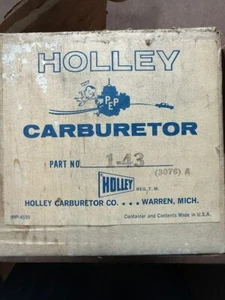 HOLLEY
PEP
CARBURETOR
PART NO. 1-43
(3076) A
HOLLEY
REG. T. M.
HOLLEY CARBURETOR CO. . . . WARREN, MICH.
Container and Contents Made in U.S.A.